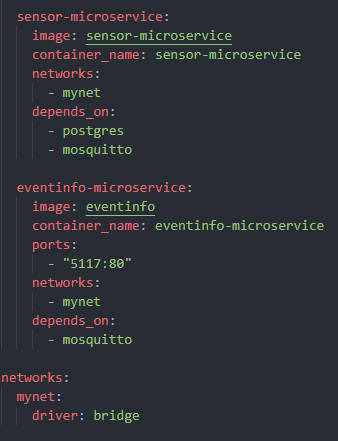 sensor-microservice:
image: sensor-microservice
container_name: sensor-microservice
networks:
- mynet
depends_on:
- postgres
- mosquitto
eventinfo-microservice:
image: eventinfo
container_name: eventinfo-microservice
ports:
- "5117:80"
networks:
- mynet
depends_on:
- mosquitto
networks:
mynet:
driver: bridge